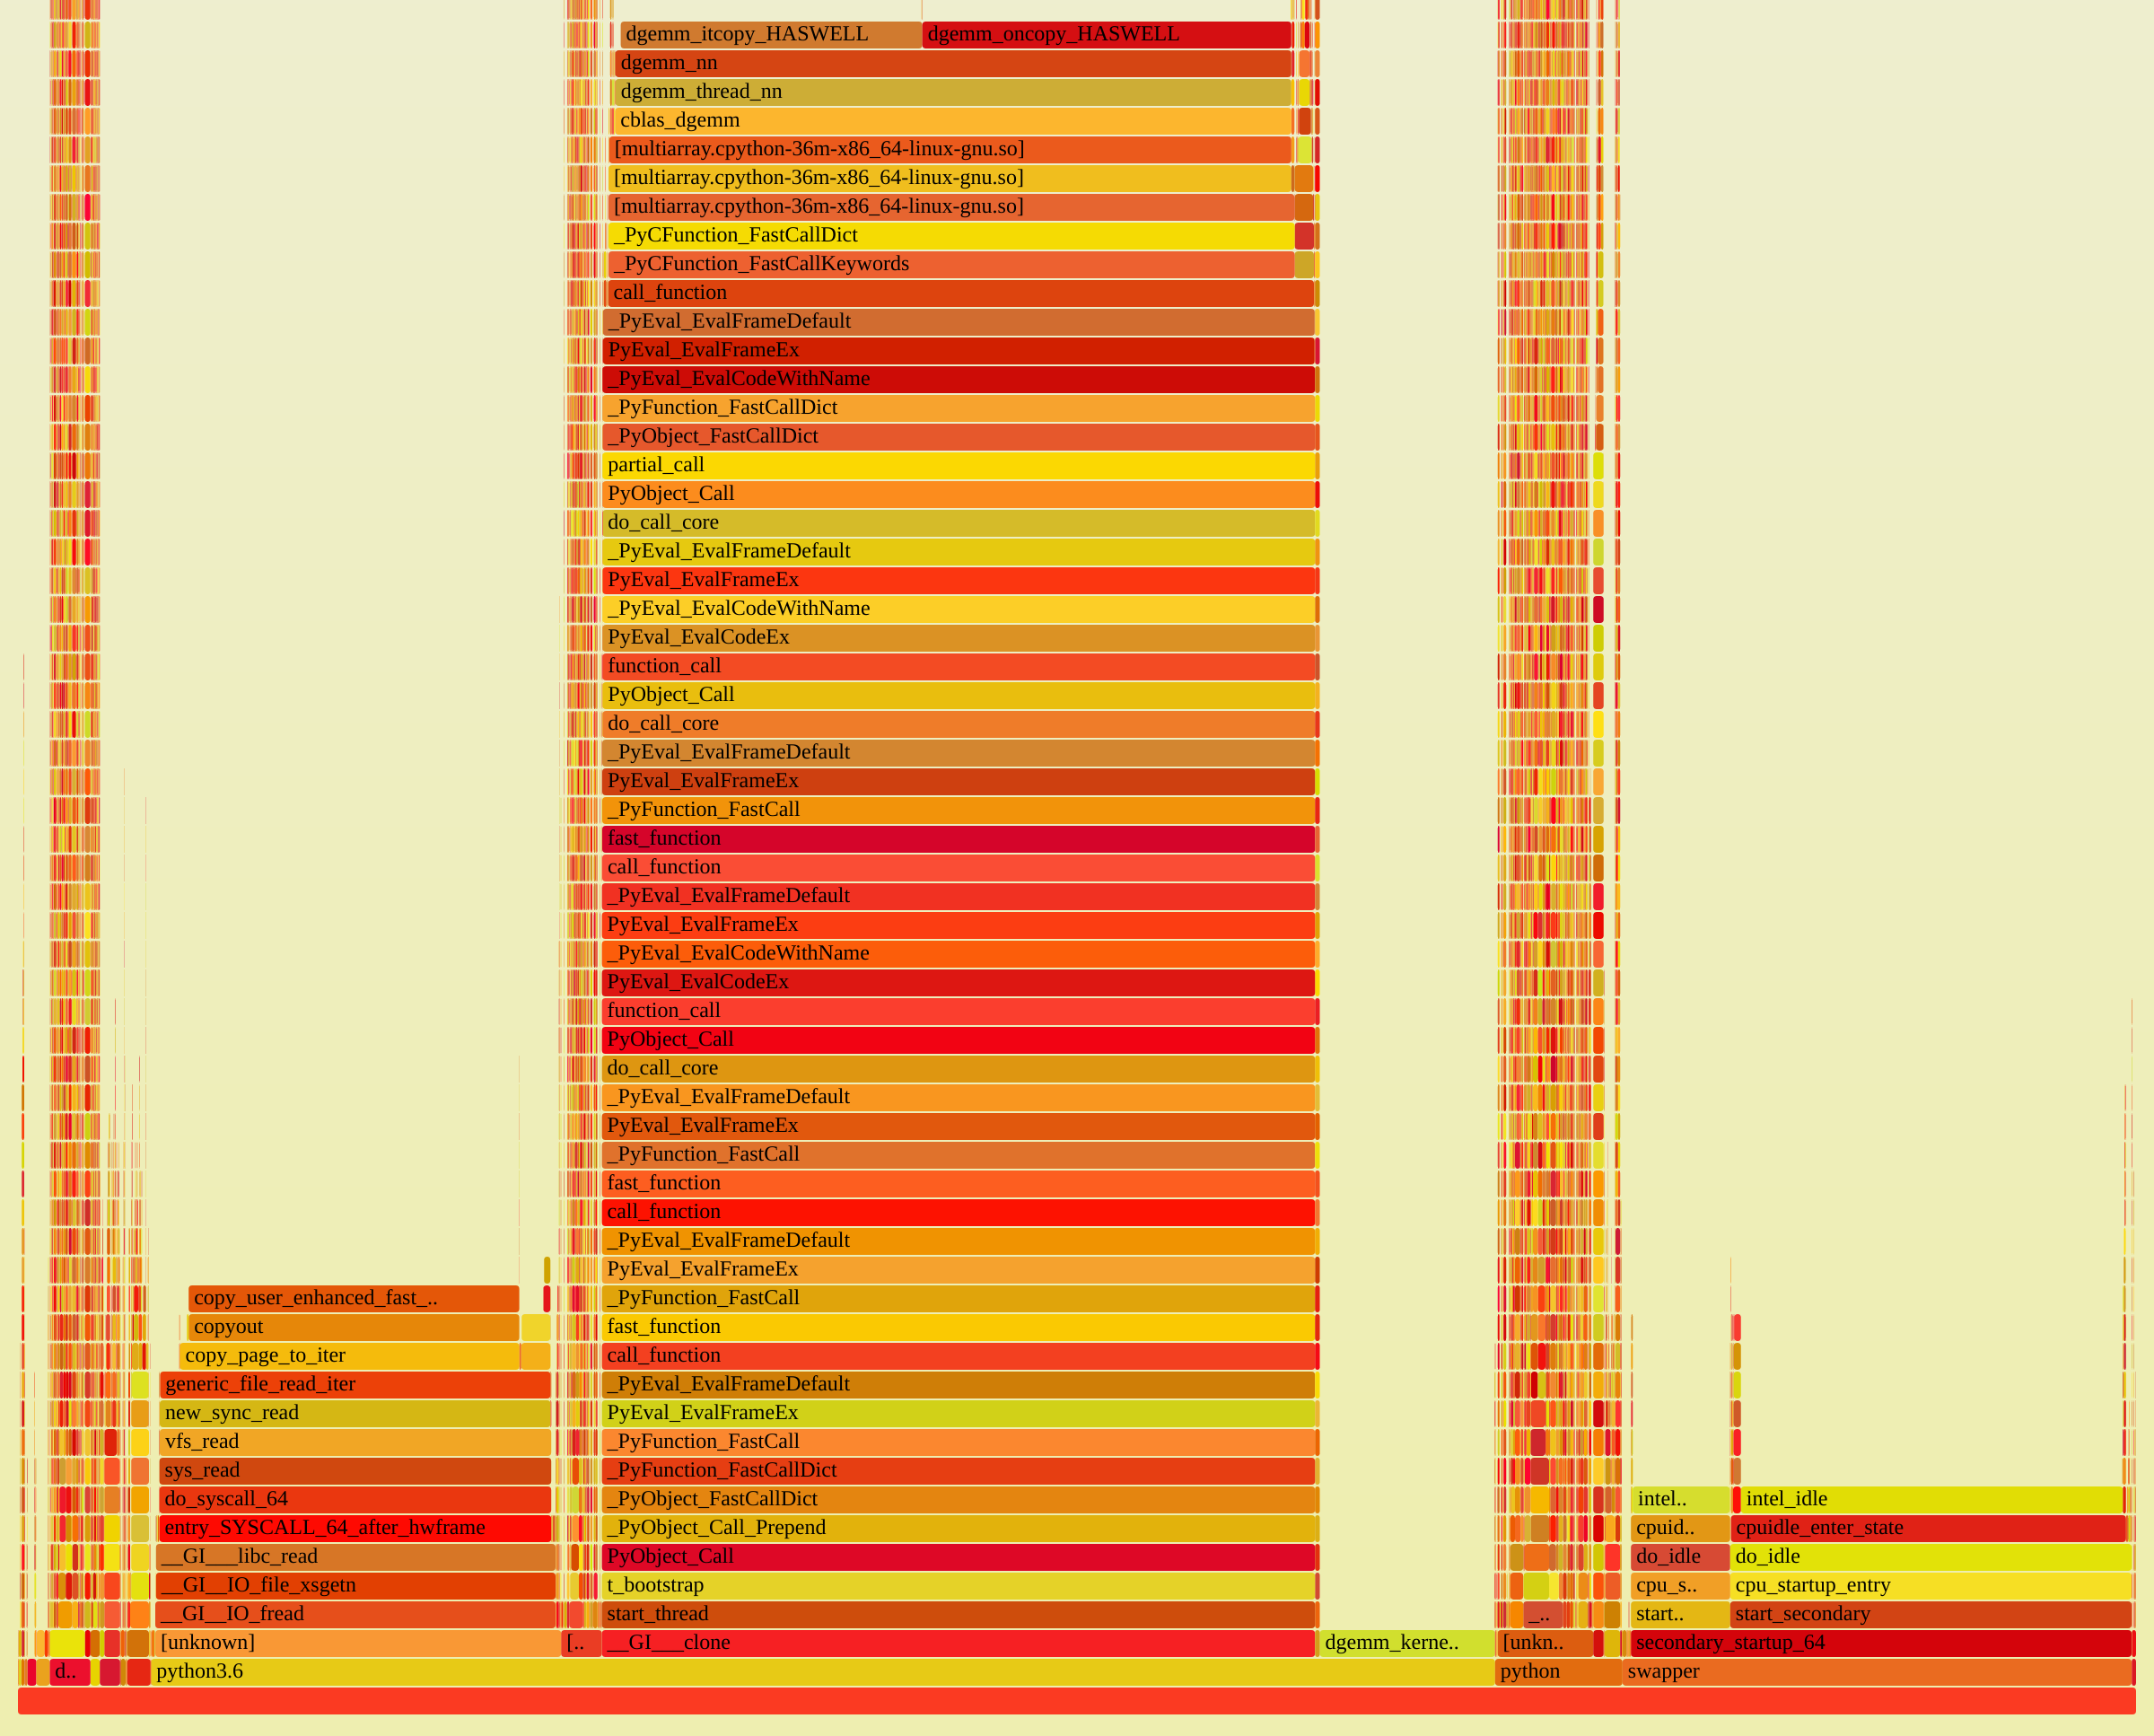 dgemm_itcopy_HASWELL dgemm_oncopy_HASWELL
dgemm_nn
dgemm_thread_nn
cblas_dgemm
[multiarray.cpython-36m-x86_64-linux-gnu.so]
[multiarray.cpython-36m-x86_64-linux-gnu.so]
[multiarray.cpython-36m-x86_64-linux-gnu.so]
_PyCFunction_FastCallDict
_PyCFunction_FastCallKeywords
call_function
_PyEval_EvalFrameDefault
PyEval_EvalFrameEx
_PyEval_EvalCodeWithName
_PyFunction_FastCallDict
_PyObject_FastCallDict
partial_call
PyObject_Call
do_call_core
_PyEval_EvalFrameDefault
PyEval_EvalFrameEx
_PyEval_EvalCodeWithName
PyEval_EvalCodeEx
function_call
PyObject_Call
do_call_core
_PyEval_EvalFrameDefault
PyEval_EvalFrameEx
_PyFunction_FastCall
fast_function
call_function
_PyEval_EvalFrameDefault
PyEval_EvalFrameEx
_PyEval_EvalCodeWithName
PyEval_EvalCodeEx
function_call
PyObject_Call
do_call_core
_PyEval_EvalFrameDefault
PyEval_EvalFrameEx
_PyFunction_FastCall
fast_function
call_function
_PyEval_EvalFrameDefault
PyEval_EvalFrameEx
copy_user_enhanced_fast_.. _PyFunction_FastCall
copyout fast_function
copy_page_to_iter call_function
generic_file_read_iter _PyEval_EvalFrameDefault
new_sync_read PyEval_EvalFrameEx
vfs_read _PyFunction_FastCall
sys_read _PyFunction_FastCallDict
do_syscall_64 _PyObject_FastCallDict intel.. intel_idle
entry_SYSCALL_64_after_hwframe _PyObject_Call_Prepend cpuid.. cpuidle_enter_state
__GI___libc_read PyObject_Call do_idle do_idle
__GI__IO_file_xsgetn t_bootstrap cpu_s.. cpu_startup_entry
__GI__IO_fread start_thread _.. start.. start_secondary
[unknown] [.. __GI___clone dgemm_kerne.. [unkn.. secondary_startup_64
d.. python3.6 python swapper